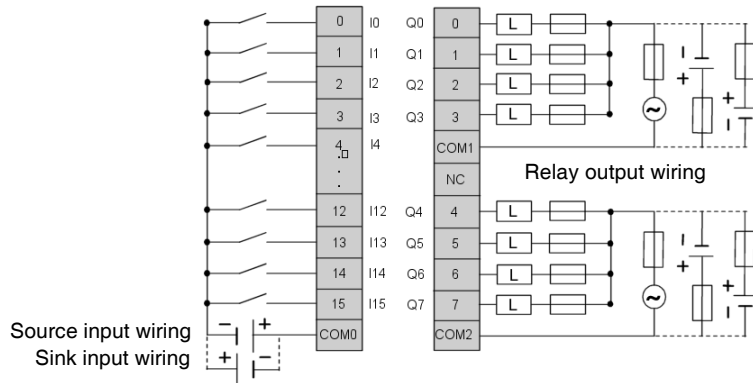 0 I0 Q0 0 L
1 I1 Q1 1 L
2 I2 Q2 2 L
3 I3 Q3 3 L
4 I4 COM1
Relay output wiring
NC
12 I12 Q4 4 L
13 I13 Q5 5 L
14 I14 Q6 6 L
15 I15 Q7 7 L
Source input wiring - + COM0 COM2
Sink input wiring + -